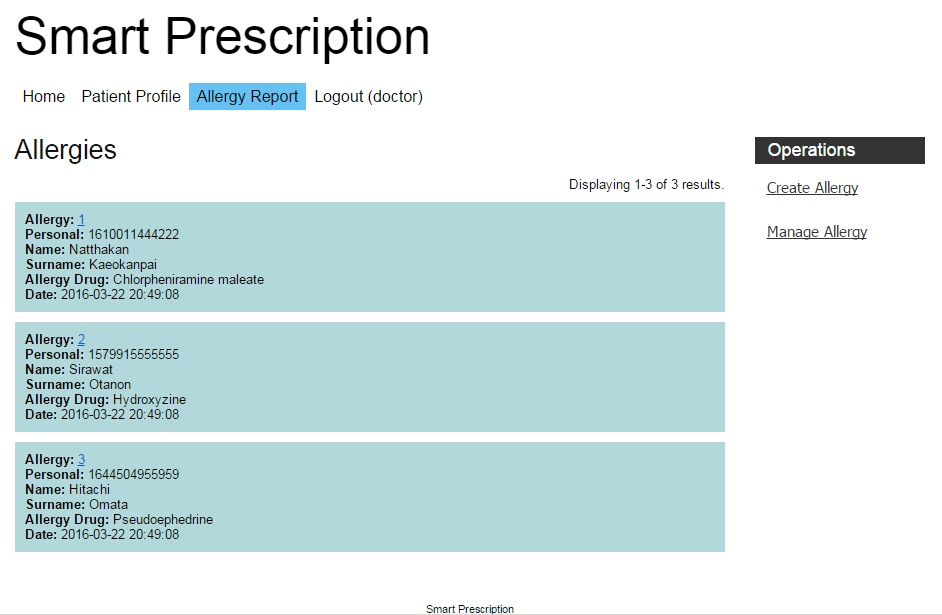 Smart Prescription
Home Patient Profile Allergy Report Logout (doctor)
Allergies
Displaying 1-3 of 3 results.
Allergy: 1
Personal: 1610011444222
Name: Natthakan
Surname: Kaeokanpai
Allergy Drug: Chlorpheniramine maleate
Date: 2016-03-22 20:49:08
Allergy: 2
Personal: 1579915555555
Name: Sirawat
Surname: Otanon
Allergy Drug: Hydroxyzine
Date: 2016-03-22 20:49:08
Allergy: 3
Personal: 1644504955959
Name: Hitachi
Surname: Omata
Allergy Drug: Pseudoephedrine
Date: 2016-03-22 20:49:08
Operations
Create Allergy
Manage Allergy
Smart Prescription